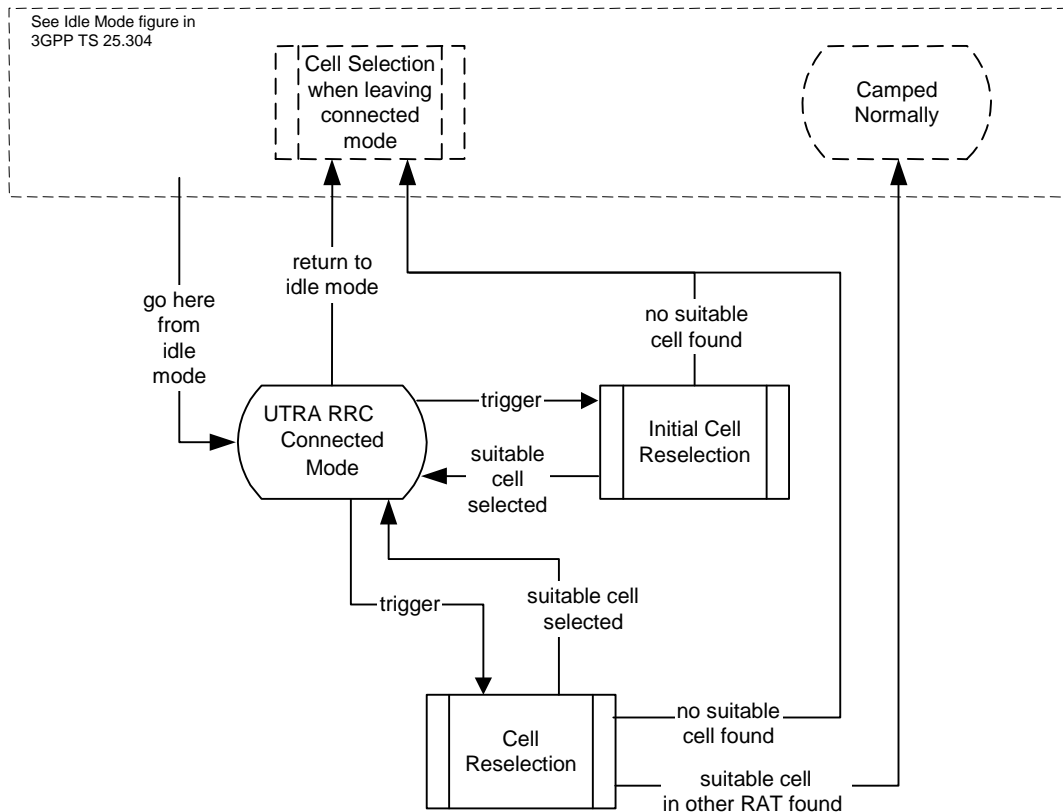 See Idle Mode figure in
3GPP TS 25.304
Cell Selection
when leaving
connected
mode
Camped
Normally
return to
idle mode
go here
from
idle
mode
no suitable
cell found
UTRA RRC
Connected
Mode
trigger
Initial Cell
Reselection
suitable
cell
selected
trigger
suitable cell
selected
Cell
Reselection
no suitable
cell found
suitable cell
in other RAT found